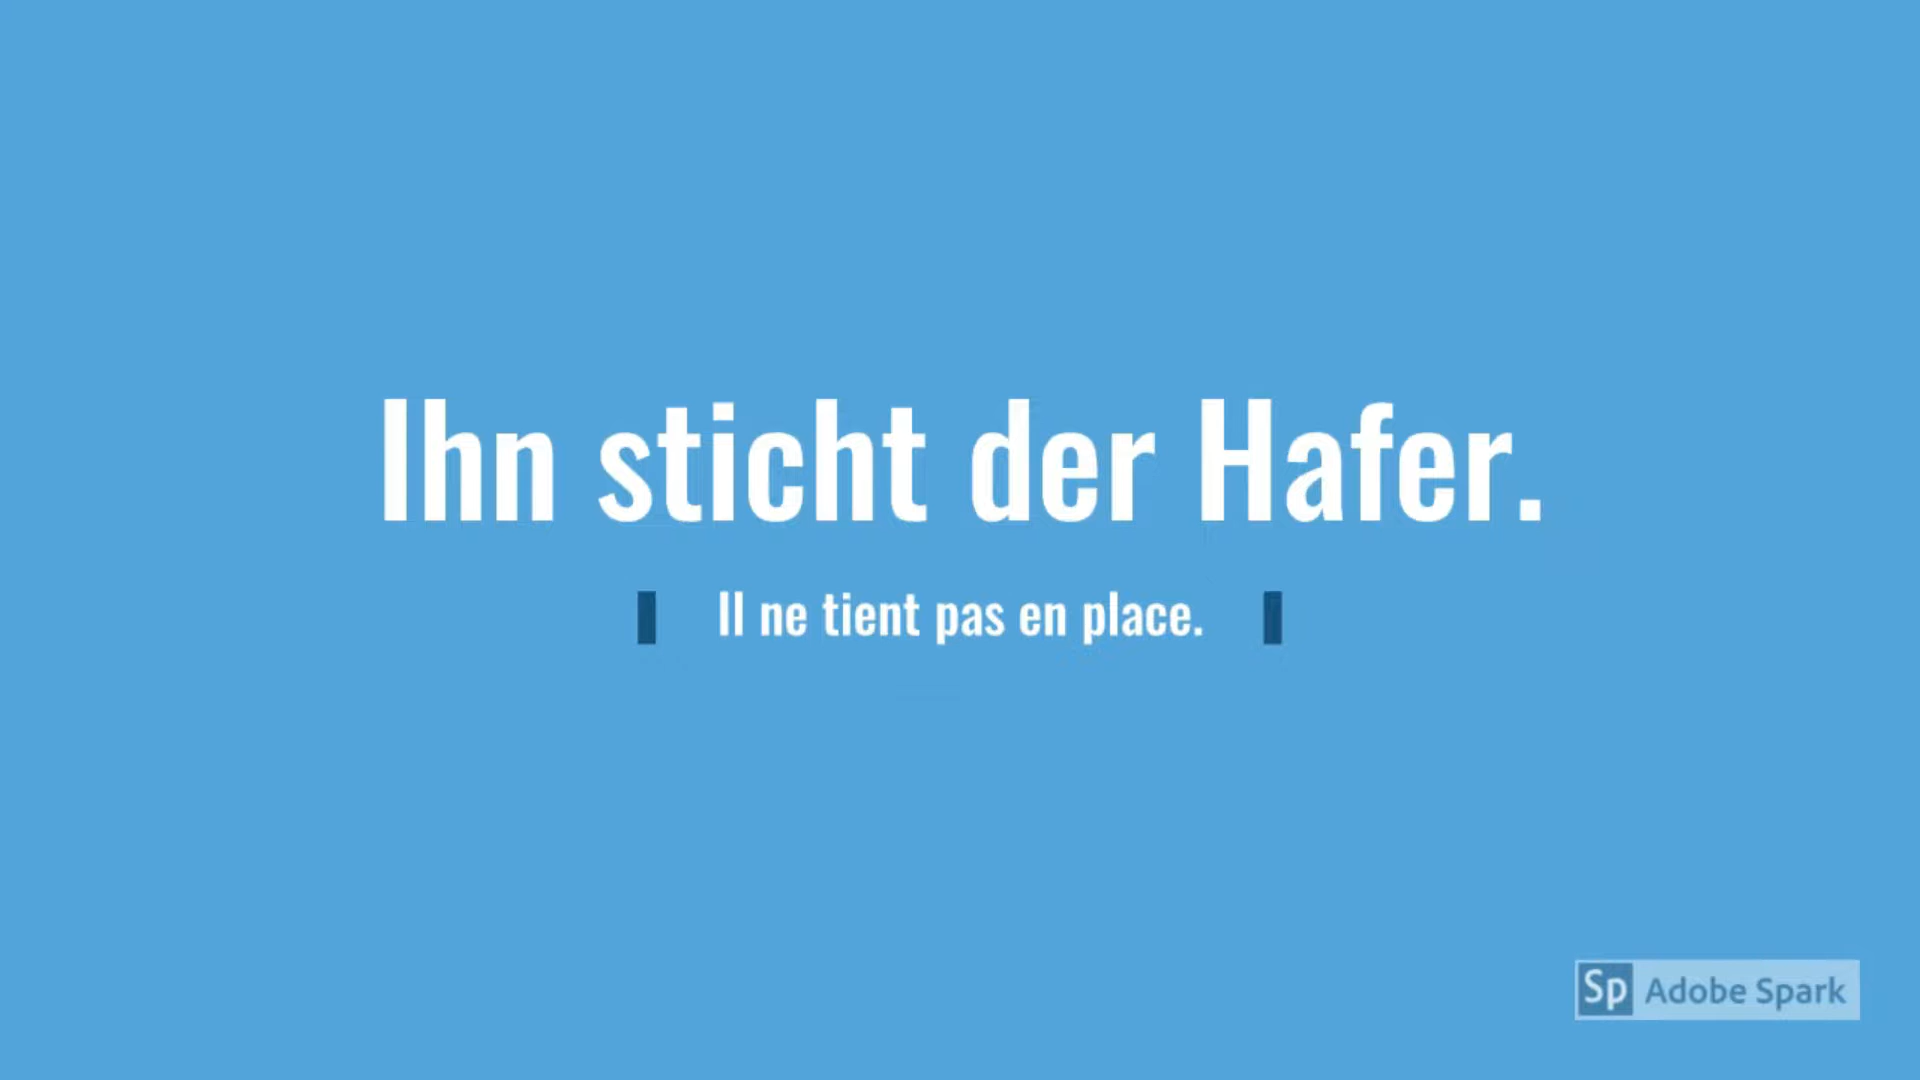 Ihn sticht der Hafer.
Il ne tient pas en place.
Sp Adobe Spark